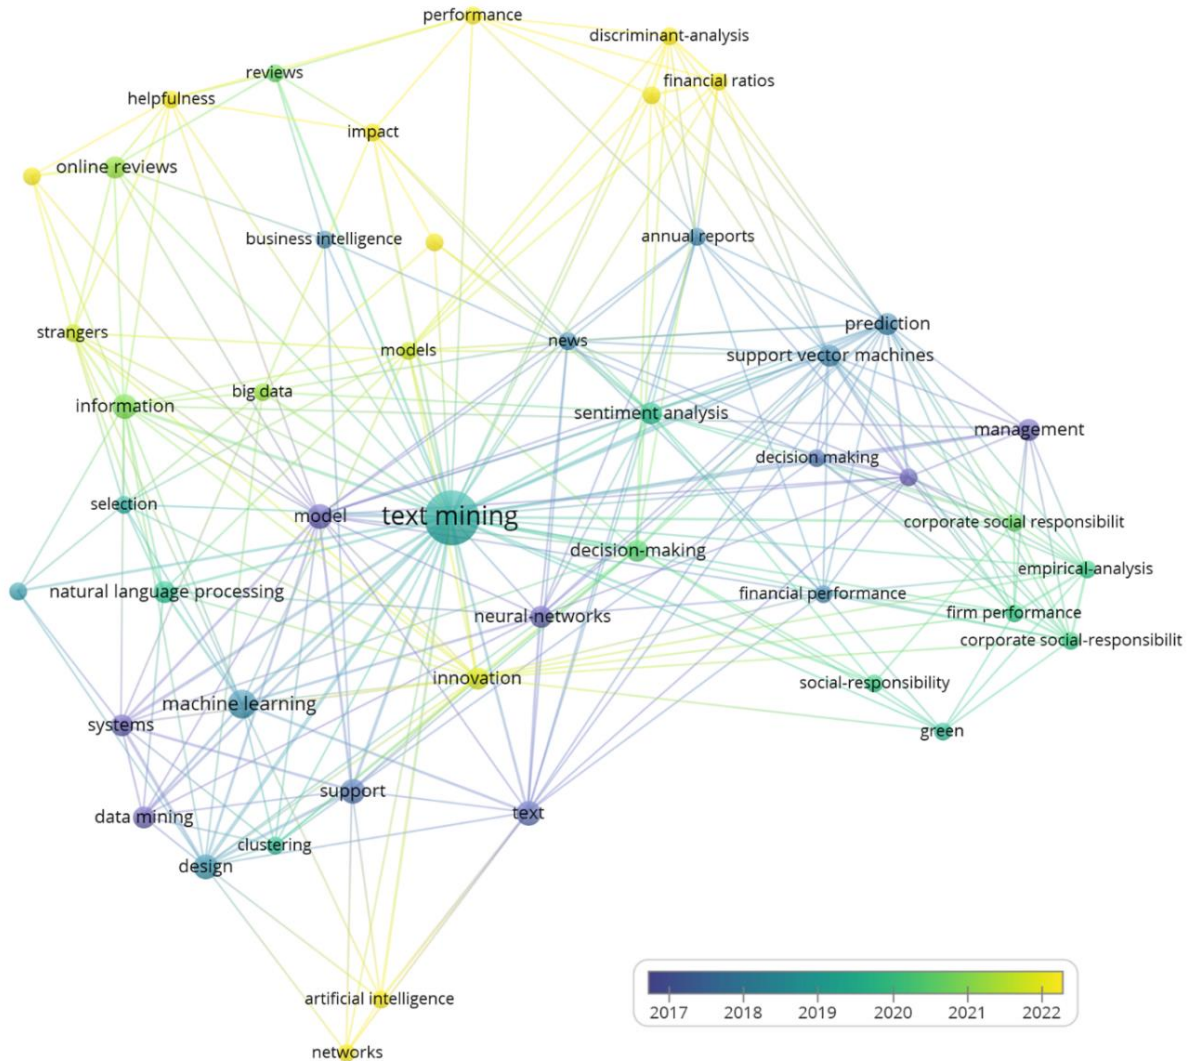 performance
discriminant-analysis
reviews
financial ratios
helpfulness
impact
online reviews
business intelligence
annual reports
prediction
strangers
news
models
support vector machines
big data
information
sentiment analysis
management
decision making
selection
model
text mining
corporate social responsibilit
decision-making
empirical-analysis
natural language processing
financial performance
neural-networks
firm performance
corporate social-responsibilit
innovation
social-responsibility
machine learning
systems
green
support
data mining
text
clustering
design
artificial intelligence
networks
2017 2018 2019 2020 2021 2022